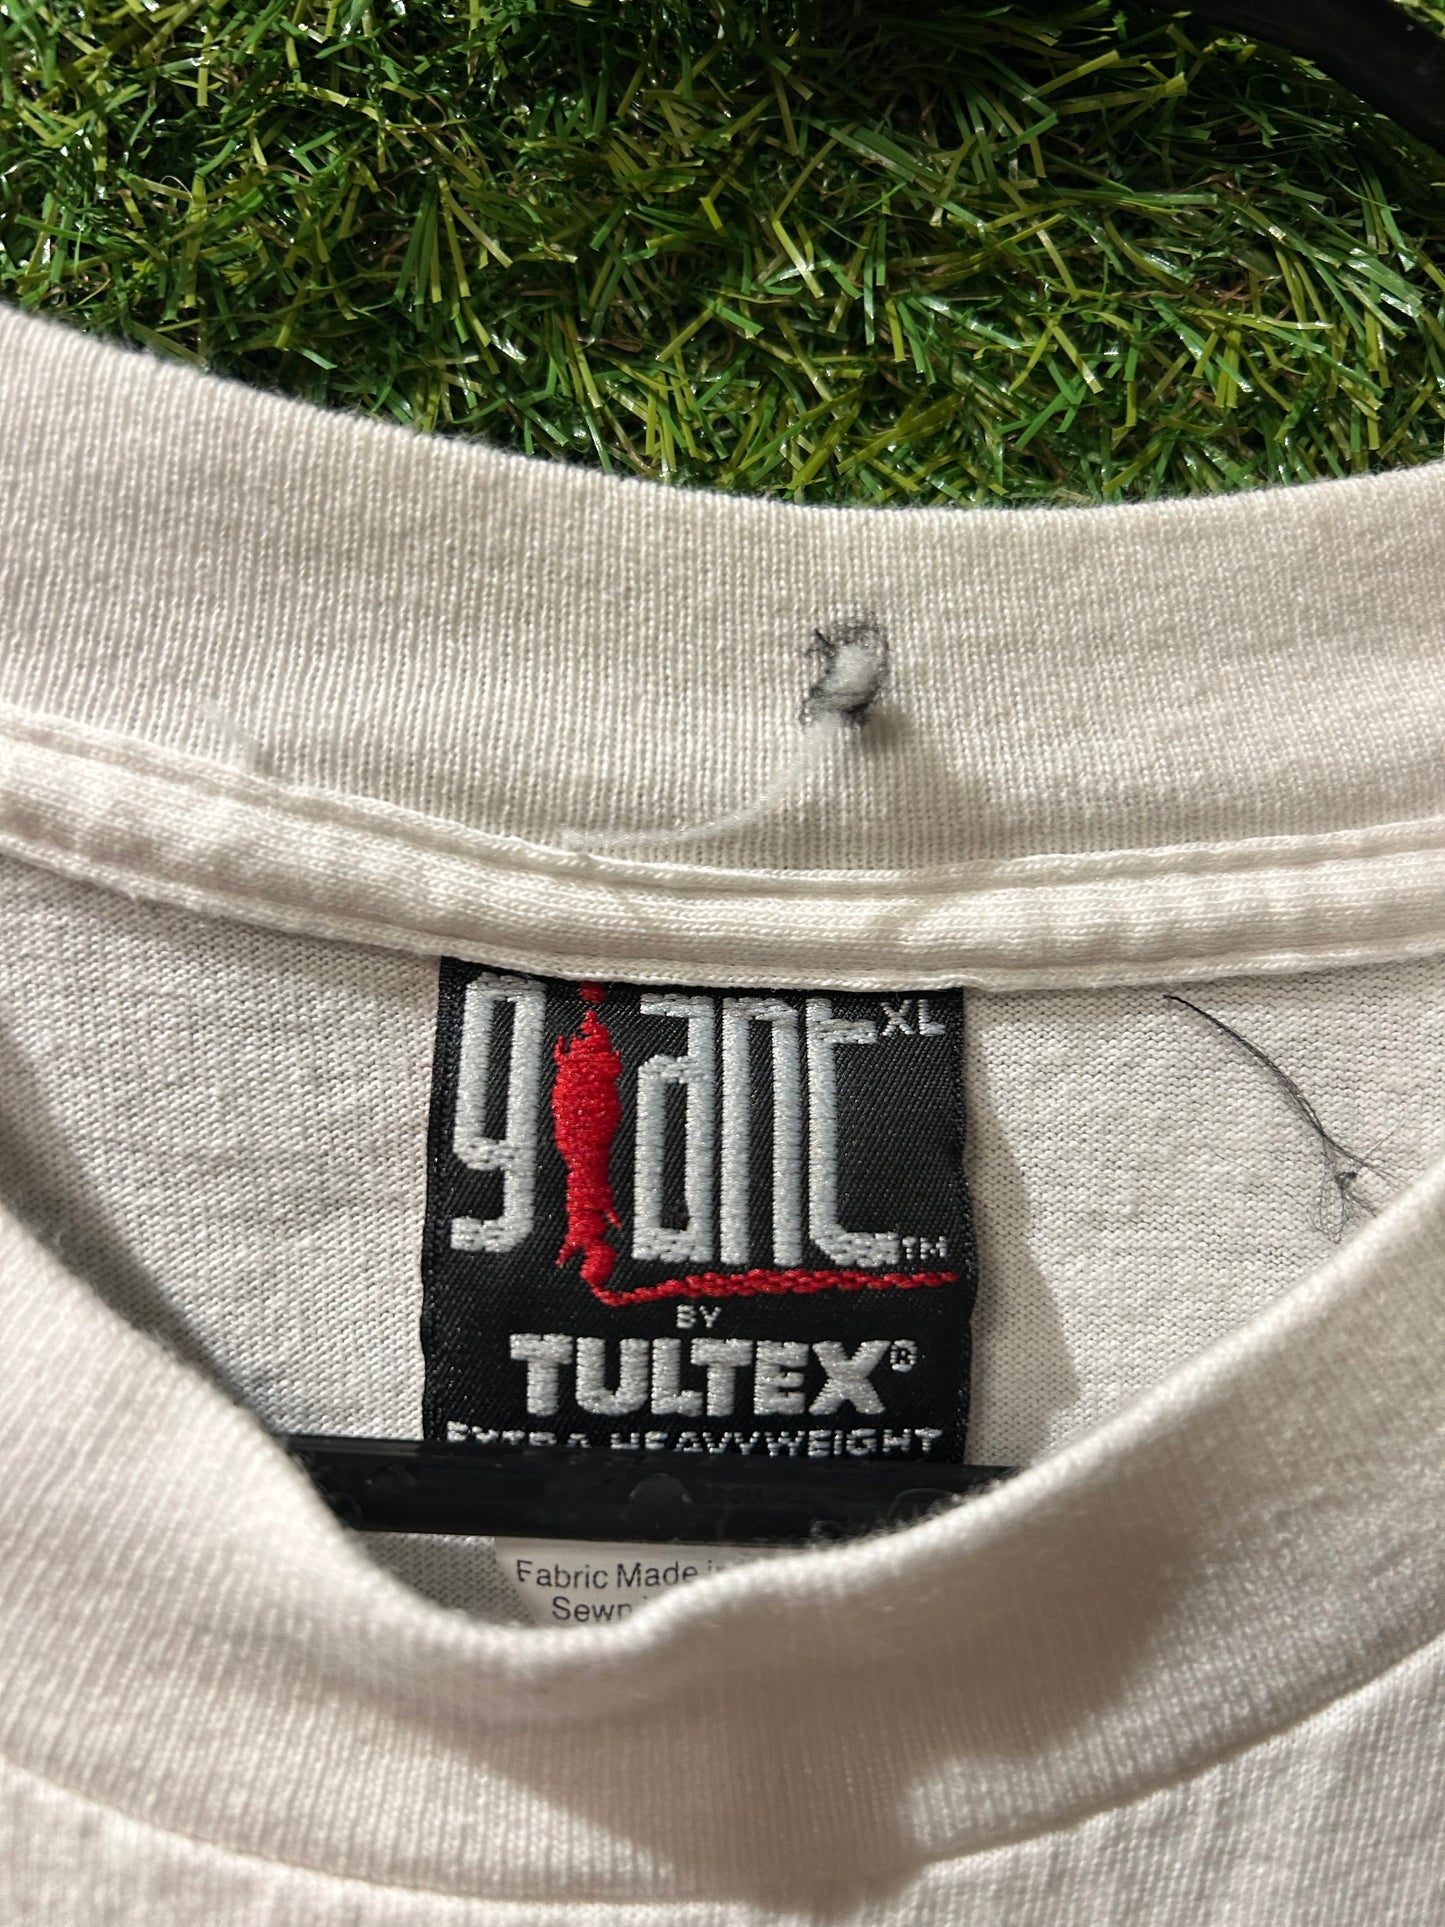 giant XL
TM
BY
TULTEX®
EXTRA HEAVYWEIGHT
Fabric Made
Sewn